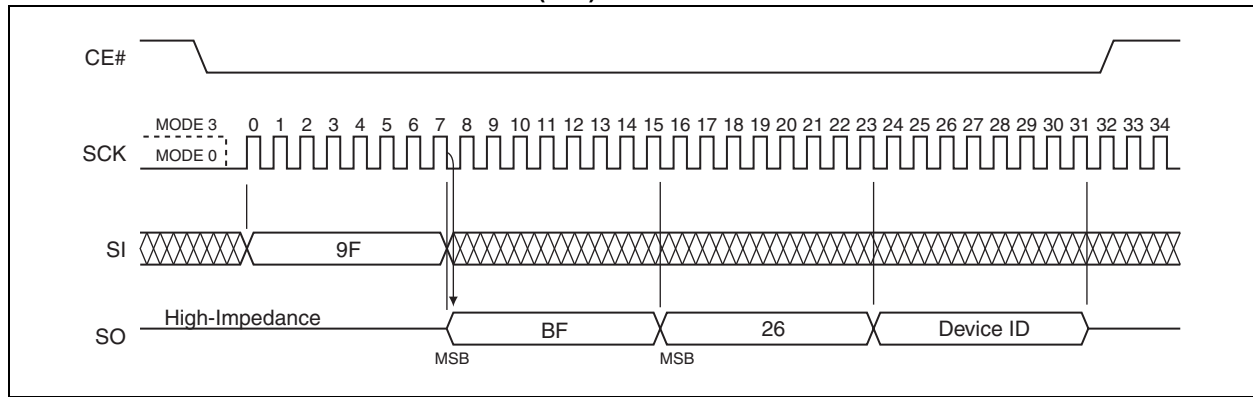 CE#
MODE 3
0 1 2 3 4 5 6 7 8 9 10 11 12 13 14 15 16 17 18 19 20 21 22 23 24 25 26 27 28 29 30 31 32 33 34
SCK
MODE 0
SI
9F
High-Impedance
SO
BF
26
Device ID
MSB
MSB